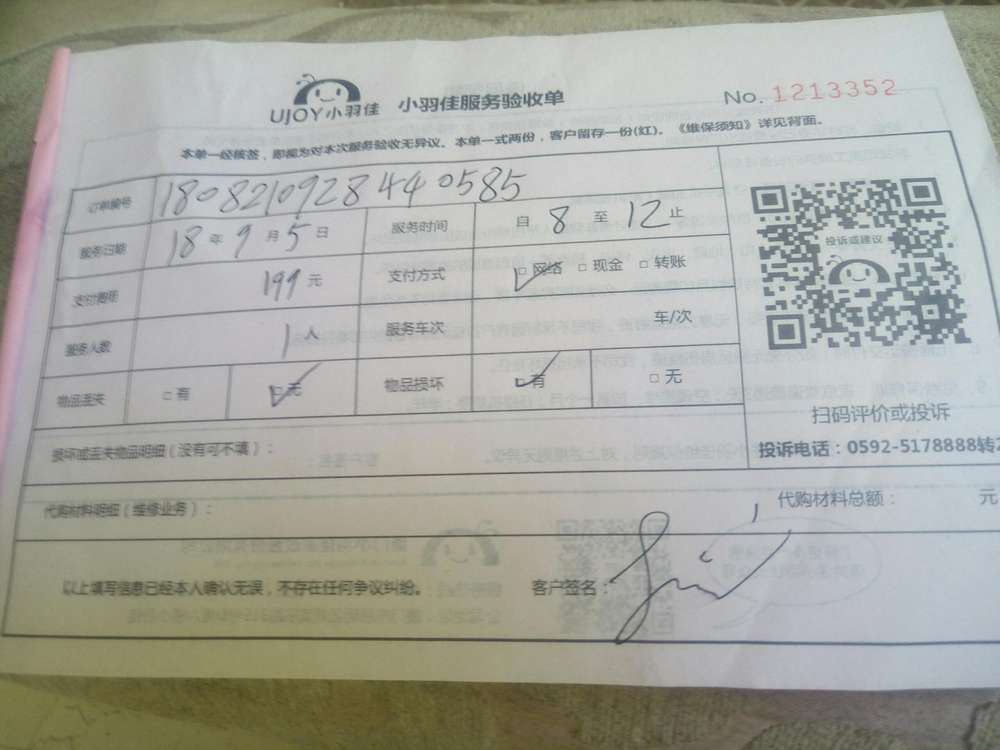 UJOY小羽佳 小羽佳服务验收单 No. 1213352
本单一经核签，即视为对本次服务验收无异议。本单一式两份，客户留存一份(红)。《维保须知》详见背面。
订单编号 180821092844 0585
服务日期 18年9月5日 服务时间 自8至12止
支付费用 199元 支付方式 □网络 □现金 □转账
服务人数 1人 服务车次 车/次
物品丢失 □有 □无 物品损坏 □有 □无
投诉或建议
扫码评价或投诉
投诉电话：0592-5178888转2
损坏或丢失物品明细（没有可不填）：
代购材料明细（维修业务）： 代购材料总额： 元
以上填写信息已经本人确认无误，不存在任何争议纠纷。 客户签名：